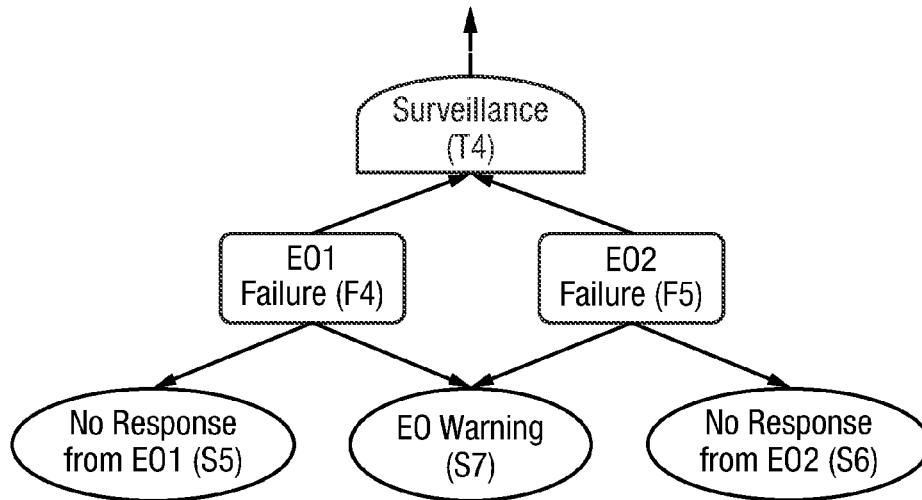 Surveillance
(T4)
EO1
Failure (F4)
EO2
Failure (F5)
No Response
from EO1 (S5)
EO Warning
(S7)
No Response
from EO2 (S6)